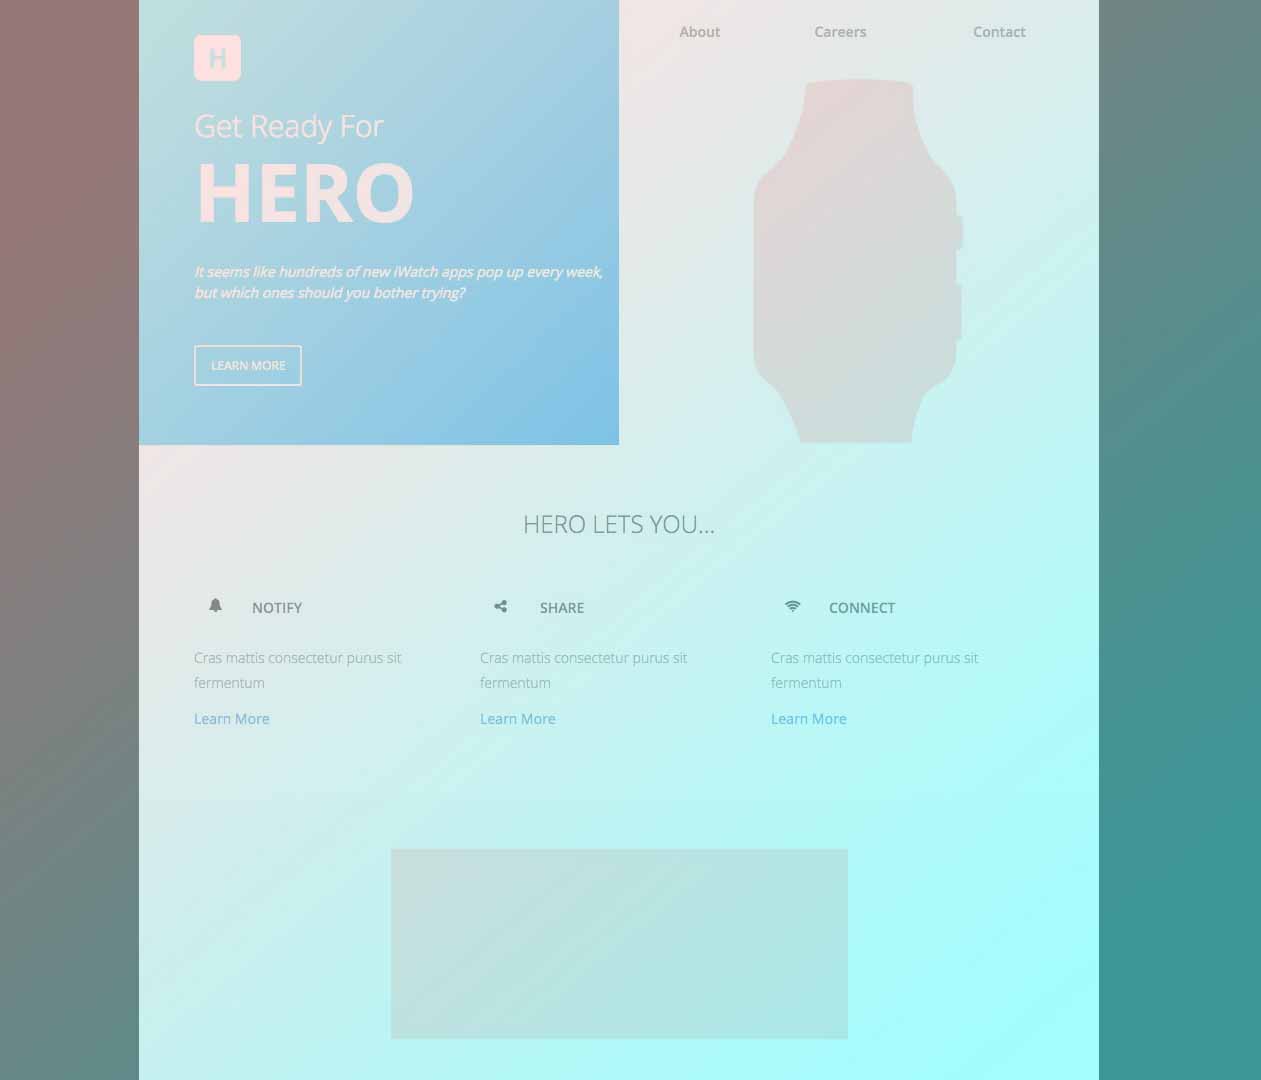 H
About
Careers
Contact
Get Ready For
HERO
It seems like hundreds of new iWatch apps pop up every week,
but which ones should you bother trying?
LEARN MORE
HERO LETS YOU...
NOTIFY
Cras mattis consectetur purus sit
fermentum
Learn More
SHARE
Cras mattis consectetur purus sit
fermentum
Learn More
CONNECT
Cras mattis consectetur purus sit
fermentum
Learn More